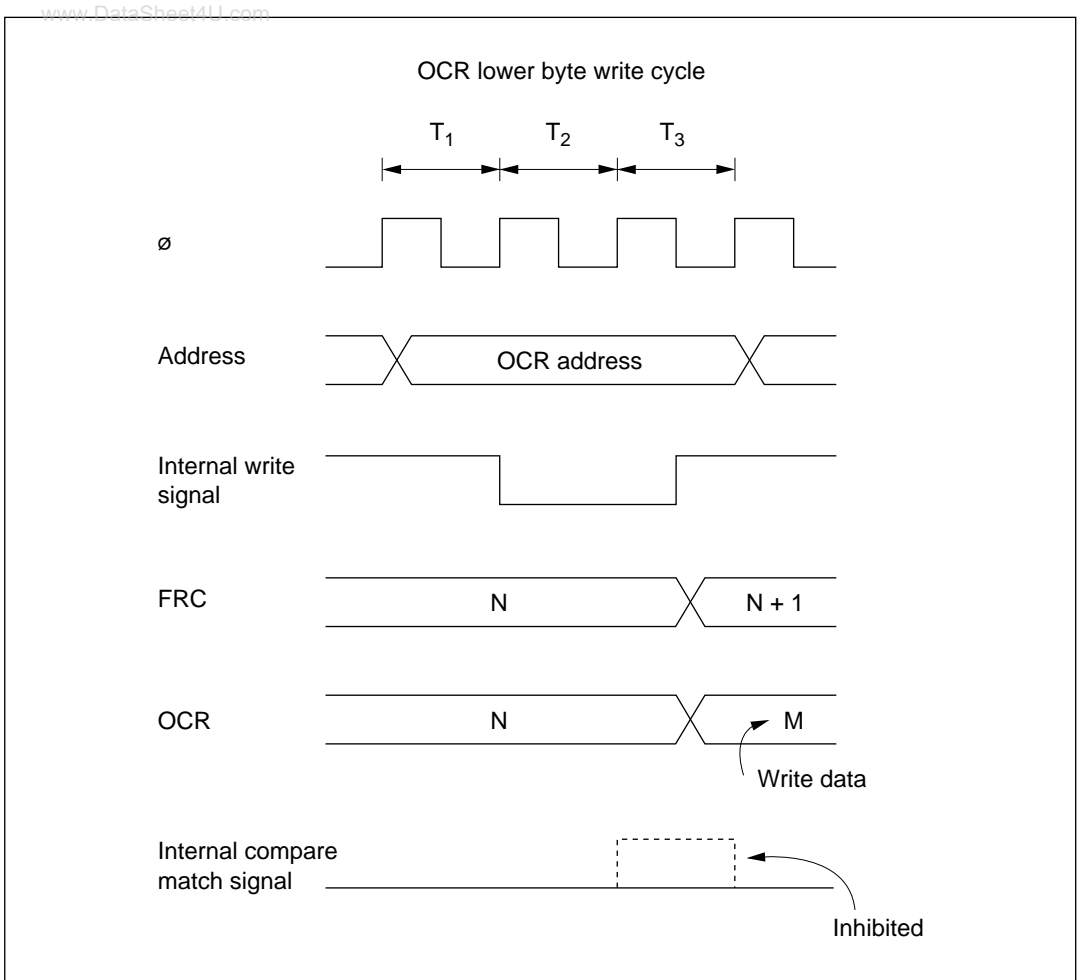 www.DataSheet4U.com
OCR lower byte write cycle
T1 T2 T3
ø
Address
OCR address
Internal write
signal
FRC
N
N + 1
OCR
N
M
Write data
Internal compare
match signal
Inhibited